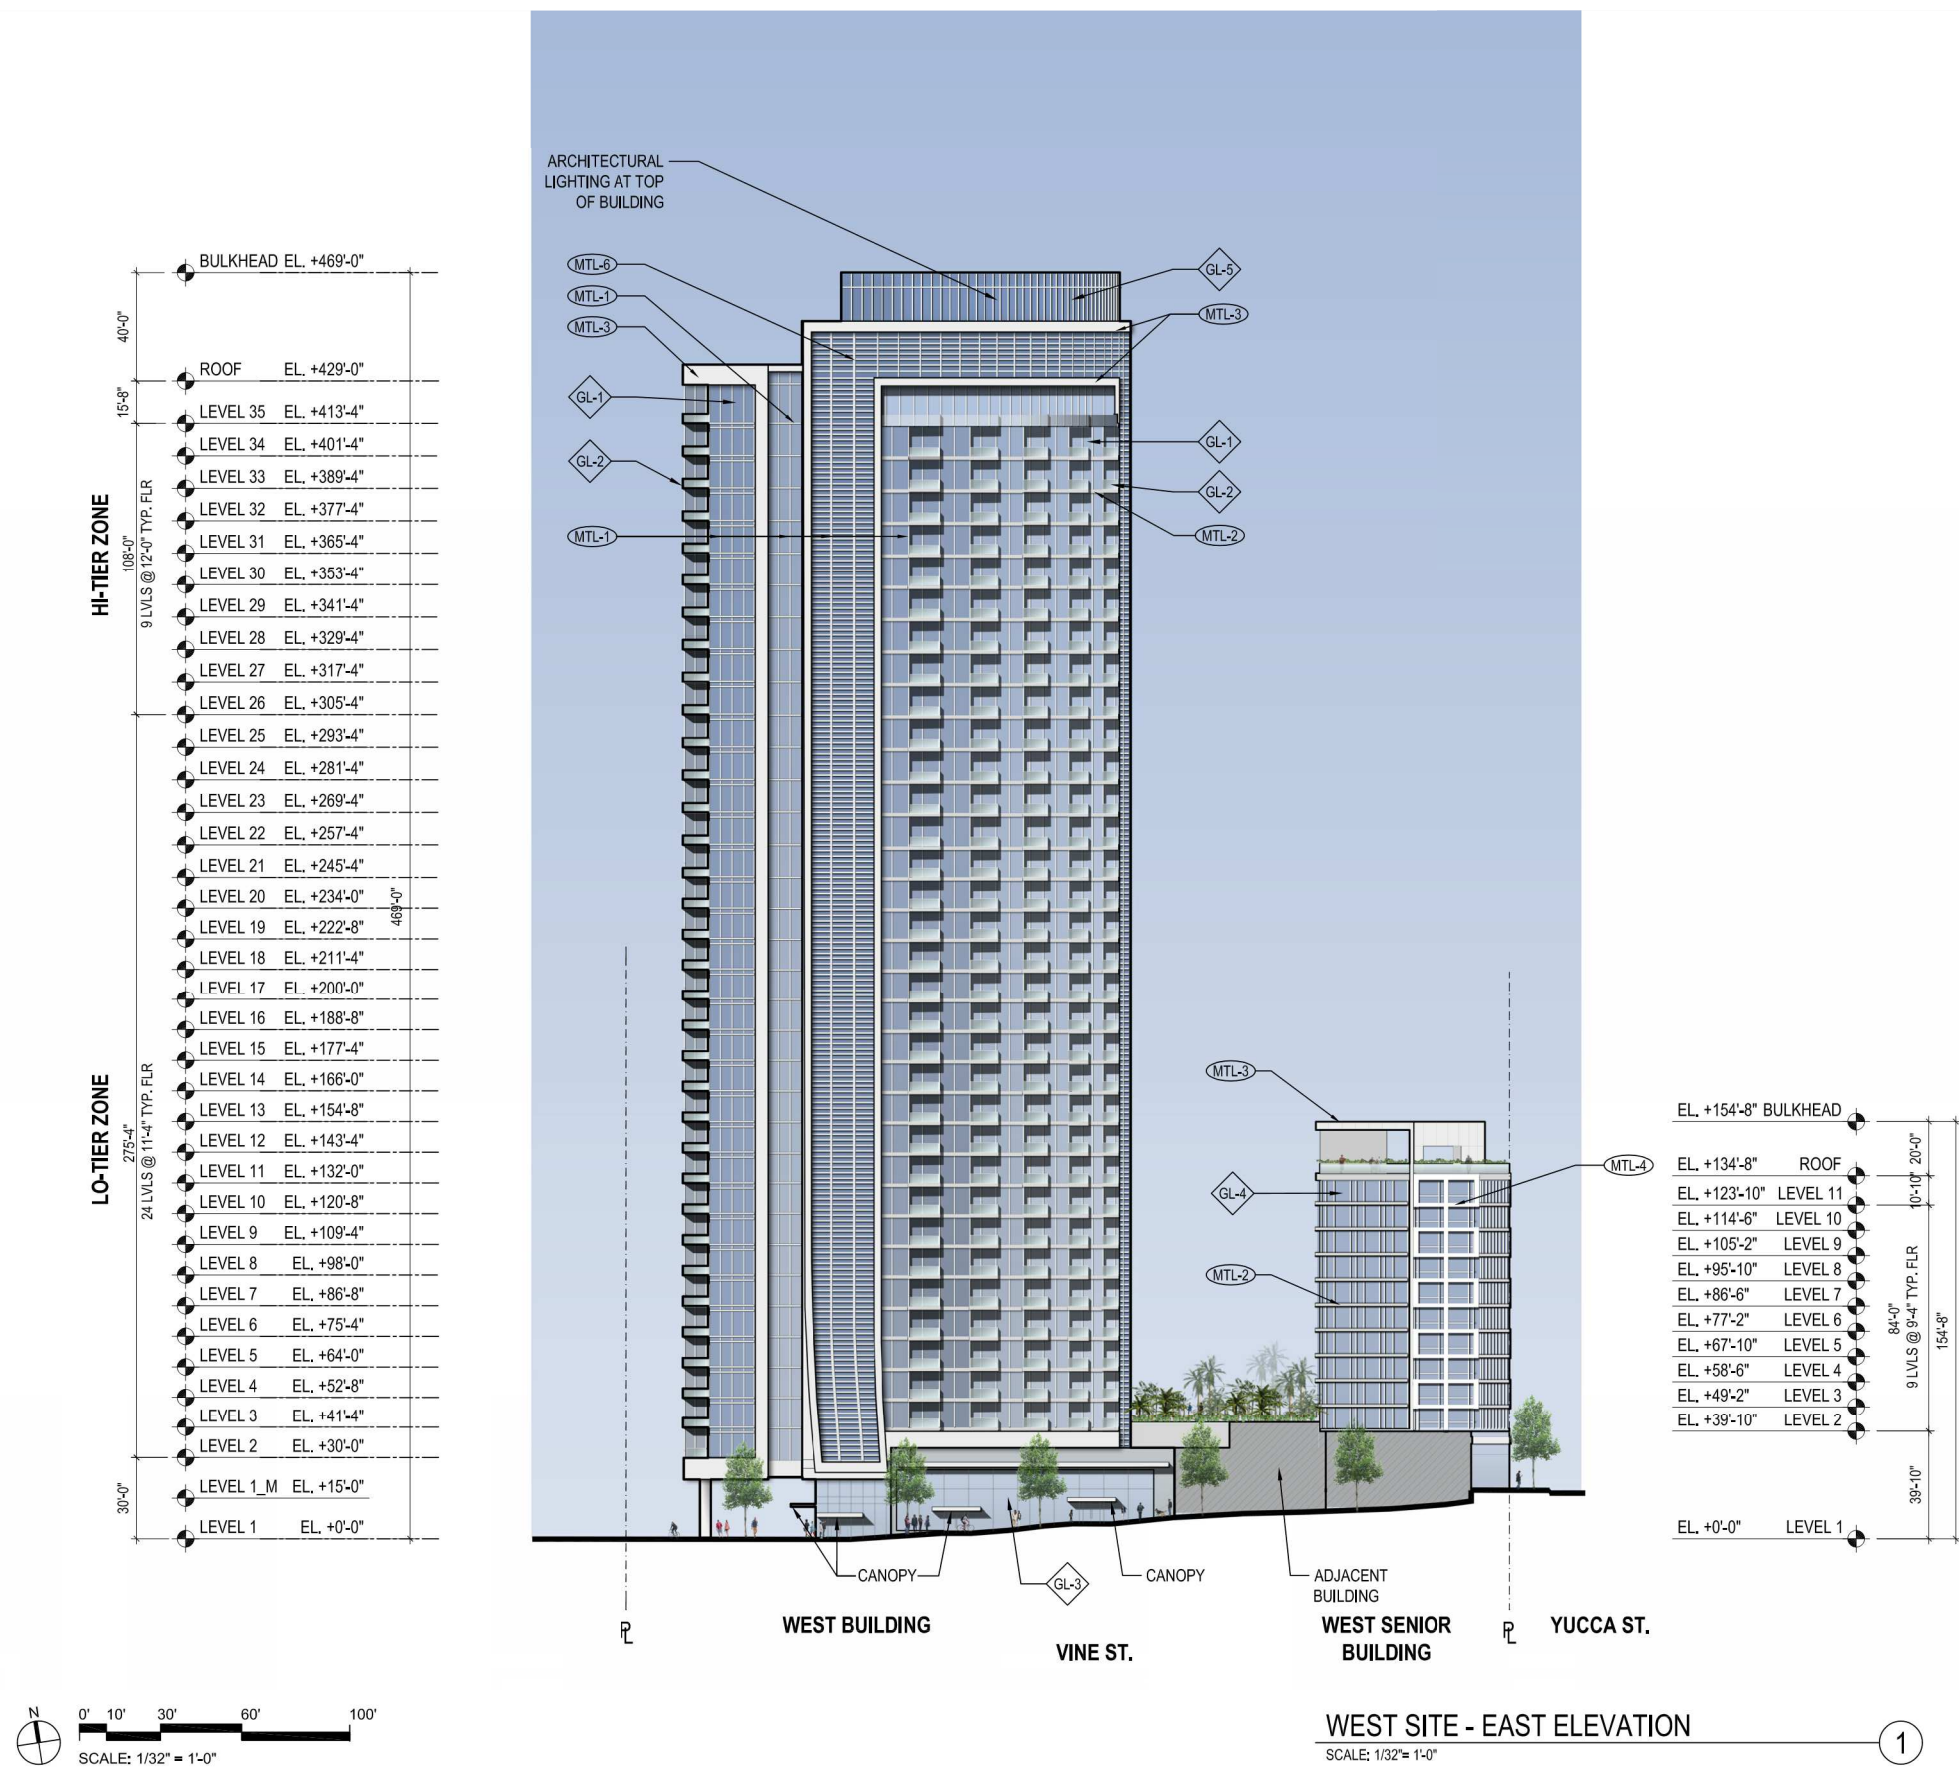 ARCHITECTURAL
LIGHTING AT TOP
OF BUILDING
MTL-6
MTL-1
MTL-3
GL-1
GL-2
MTL-1
GL-5
MTL-3
GL-1
GL-2
MTL-2
BULKHEAD EL. +469'-0"
ROOF EL. +429'-0"
LEVEL 35 EL. +413'-4"
LEVEL 34 EL. +401'-4"
LEVEL 33 EL. +389'-4"
LEVEL 32 EL. +377'-4"
LEVEL 31 EL. +365'-4"
LEVEL 30 EL. +353'-4"
LEVEL 29 EL. +341'-4"
LEVEL 28 EL. +329'-4"
LEVEL 27 EL. +317'-4"
LEVEL 26 EL. +305'-4"
LEVEL 25 EL. +293'-4"
LEVEL 24 EL. +281'-4"
LEVEL 23 EL. +269'-4"
LEVEL 22 EL. +257'-4"
LEVEL 21 EL. +245'-4"
LEVEL 20 EL. +234'-0"
LEVEL 19 EL. +222'-8"
LEVEL 18 EL. +211'-4"
LEVEL 17 EL. +200'-0"
LEVEL 16 EL. +188'-8"
LEVEL 15 EL. +177'-4"
LEVEL 14 EL. +166'-0"
LEVEL 13 EL. +154'-8"
LEVEL 12 EL. +143'-4"
LEVEL 11 EL. +132'-0"
LEVEL 10 EL. +120'-8"
LEVEL 9 EL. +109'-4"
LEVEL 8 EL. +98'-0"
LEVEL 7 EL. +86'-8"
LEVEL 6 EL. +75'-4"
LEVEL 5 EL. +64'-0"
LEVEL 4 EL. +52'-8"
LEVEL 3 EL. +41'-4"
LEVEL 2 EL. +30'-0"
LEVEL 1_M EL. +15'-0"
LEVEL 1 EL. +0'-0"
40'-0"
15'-8"
HI-TIER ZONE
108'-0"
9 LVLS @ 12'-0" TYP. FLR
469'-0"
LO-TIER ZONE
275'-4"
24 LVLS @ 11'-4" TYP. FLR
30'-0"
MTL-3
GL-4
MTL-2
MTL-4
EL. +154'-8" BULKHEAD
EL. +134'-8" ROOF
EL. +123'-10" LEVEL 11
EL. +114'-6" LEVEL 10
EL. +105'-2" LEVEL 9
EL. +95'-10" LEVEL 8
EL. +86'-6" LEVEL 7
EL. +77'-2" LEVEL 6
EL. +67'-10" LEVEL 5
EL. +58'-6" LEVEL 4
EL. +49'-2" LEVEL 3
EL. +39'-10" LEVEL 2
EL. +0'-0" LEVEL 1
20'-0"
10'-10"
84'-0"
9 LVLS @ 9'-4" TYP. FLR
154'-8"
39'-10"
CANOPY
GL-3
CANOPY
ADJACENT
BUILDING
PL
WEST BUILDING
VINE ST.
WEST SENIOR
BUILDING
PL
YUCCA ST.
N
0' 10' 30' 60' 100'
SCALE: 1/32" = 1'-0"
WEST SITE - EAST ELEVATION
SCALE: 1/32"= 1'-0"
1